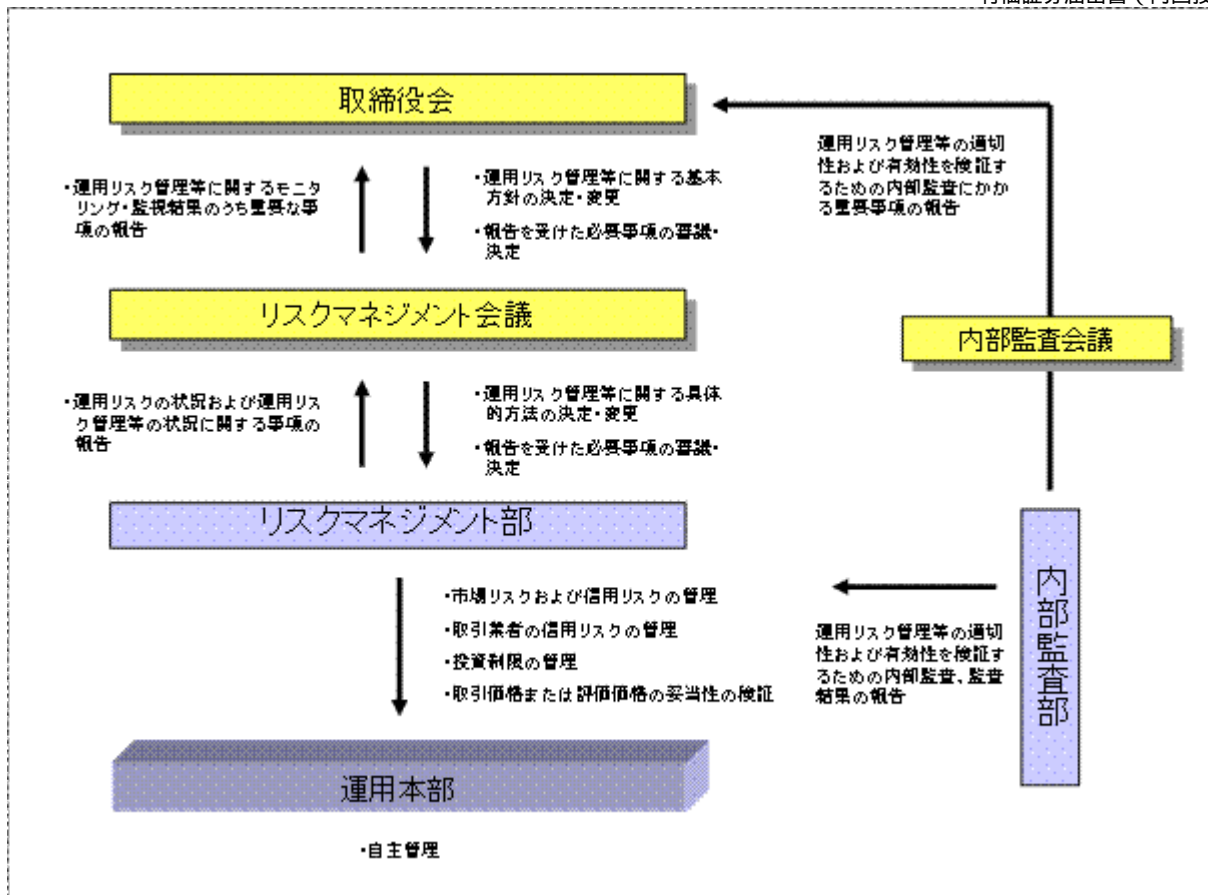 取締役会
・運用リスク管理等に関するモニタ
リング・監視結果のうち重要な事
項の報告
・運用リスク管理等に関する基本
方針の決定・変更
・報告を受けた必要事項の審議・
決定
運用リスク管理等の適切
性および有効性を検証す
るための内部監査にかか
る重要事項の報告
リスクマネジメント会議
内部監査会議
・運用リスクの状況および運用リス
ク管理等の状況に関する事項の
報告
・運用リスク管理等に関する具体
的方法の決定・変更
・報告を受けた必要事項の審議・
決定
リスクマネジメント部
内部監査部
・市場リスクおよび信用リスクの管理
・取引業者の信用リスクの管理
・投資制限の管理
・取引価格または評価価格の妥当性の検証
運用リスク管理等の適切
性および有効性を検証す
るための内部監査、監査
結果の報告
運用本部
・自主管理